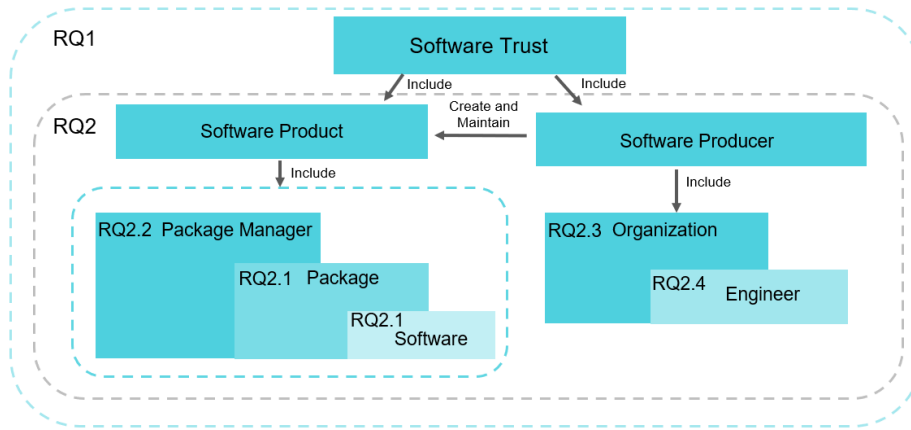 RQ1
Software Trust
Include
Include
RQ2
Software Product
Create and
Maintain
Software Producer
Include
Include
RQ2.2 Package Manager
RQ2.1 Package
RQ2.1
Software
RQ2.3 Organization
RQ2.4
Engineer